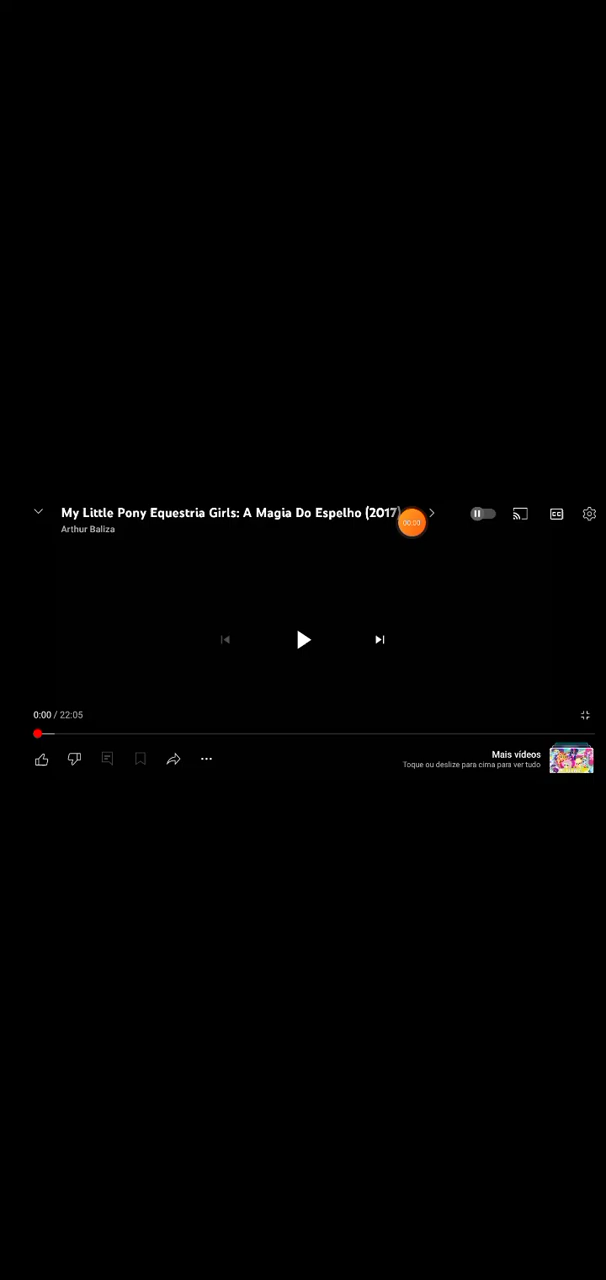 My Little Pony Equestria Girls: A Magia Do Espelho (2017)
Arthur Baliza
00:00
CC
0:00 / 22:05
Mais vídeos
Toque ou deslize para cima para ver tudo